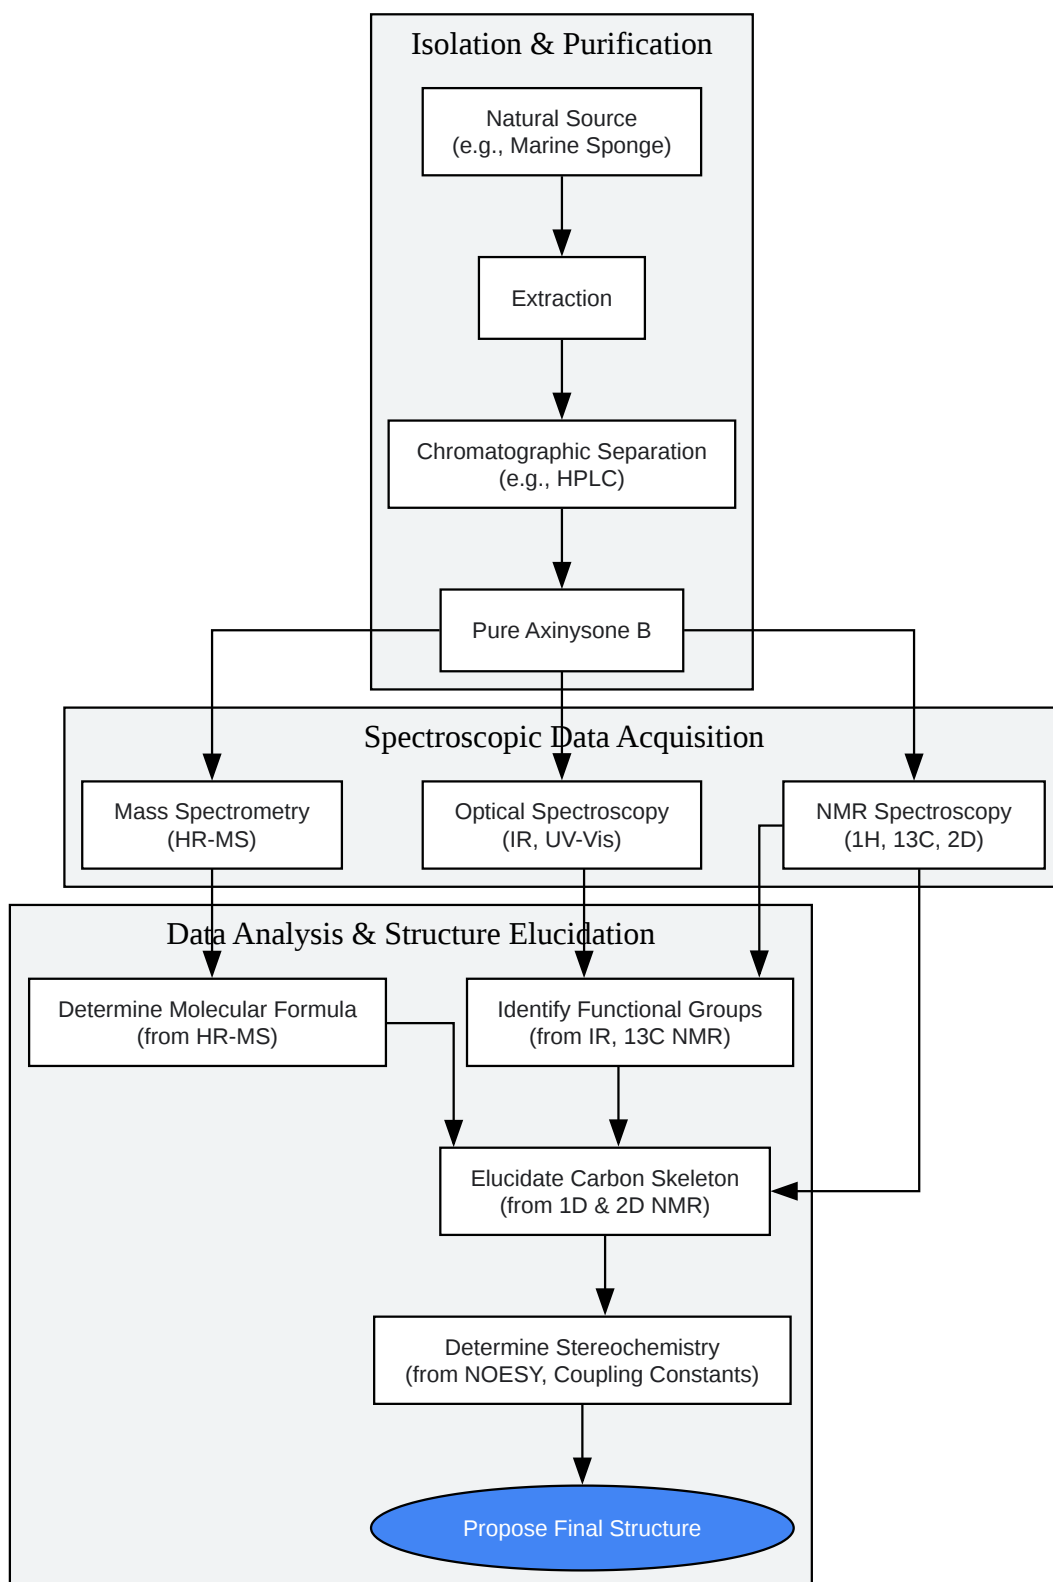 Isolation & Purification
Natural Source
(e.g., Marine Sponge)
Extraction
Chromatographic Separation
(e.g., HPLC)
Pure Axinysone B
Spectroscopic Data Acquisition
Mass Spectrometry
(HR-MS)
Optical Spectroscopy
(IR, UV-Vis)
NMR Spectroscopy
(1H, 13C, 2D)
Data Analysis & Structure Elucidation
Determine Molecular Formula
(from HR-MS)
Identify Functional Groups
(from IR, 13C NMR)
Elucidate Carbon Skeleton
(from 1D & 2D NMR)
Determine Stereochemistry
(from NOESY, Coupling Constants)
Propose Final Structure